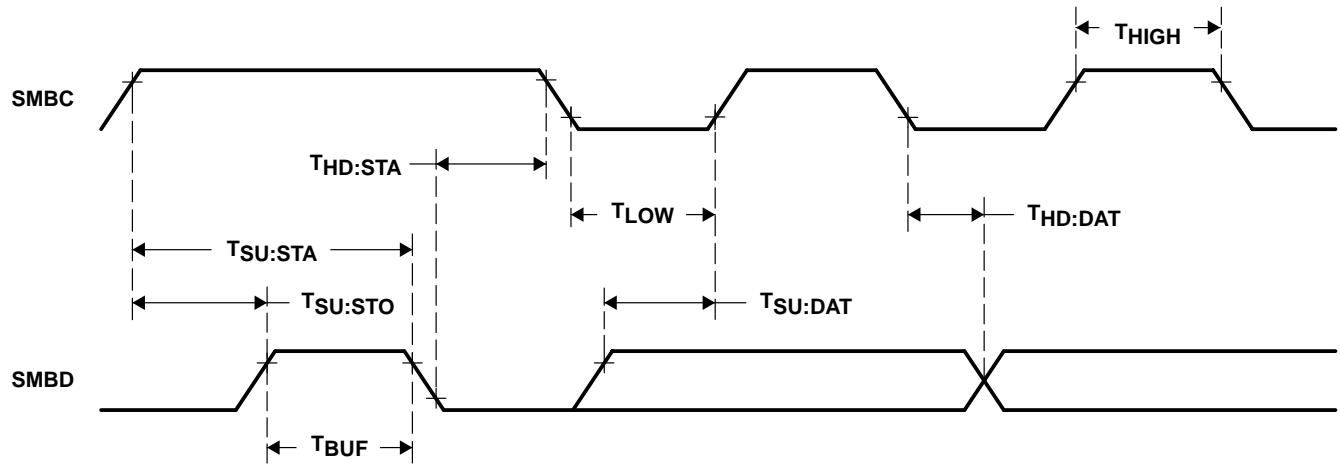 THIGH
SMBC
THD:STA
TLOW
THD:DAT
TSU:STA
TSU:STO
TSU:DAT
SMBD
TBUF